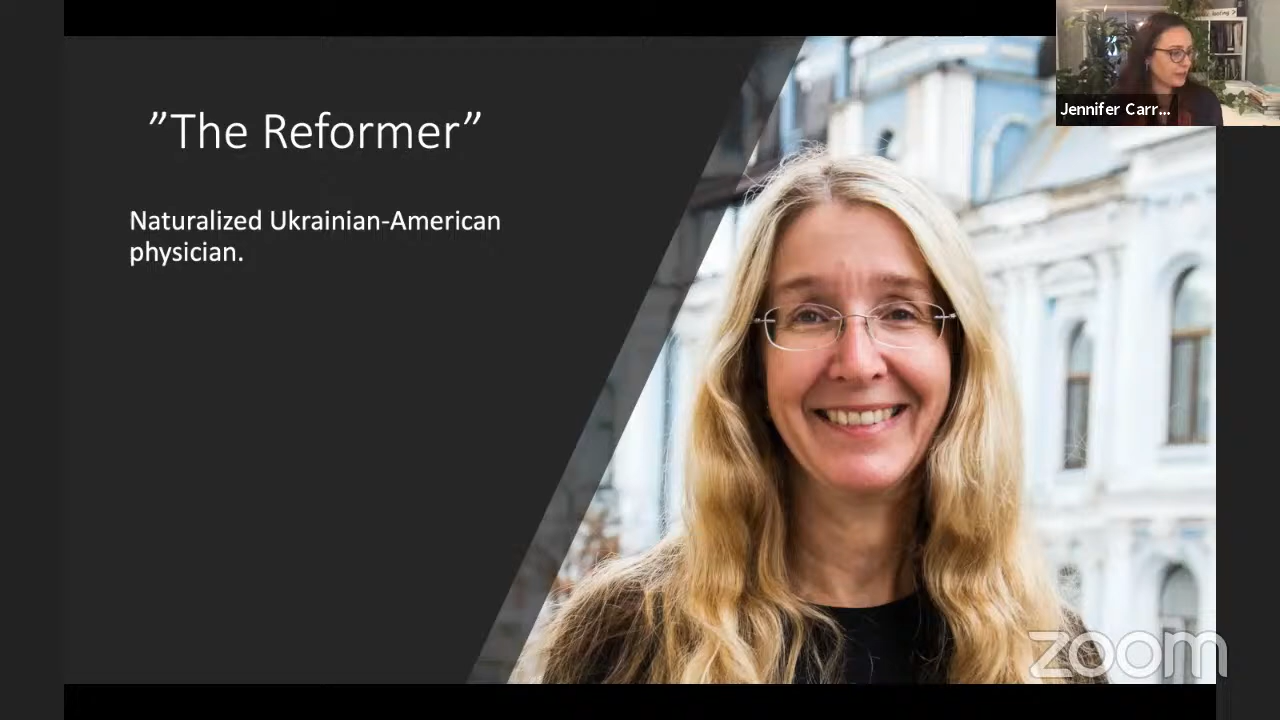 ”The Reformer”
Naturalized Ukrainian-American
physician.
Jennifer Carr...
zoom